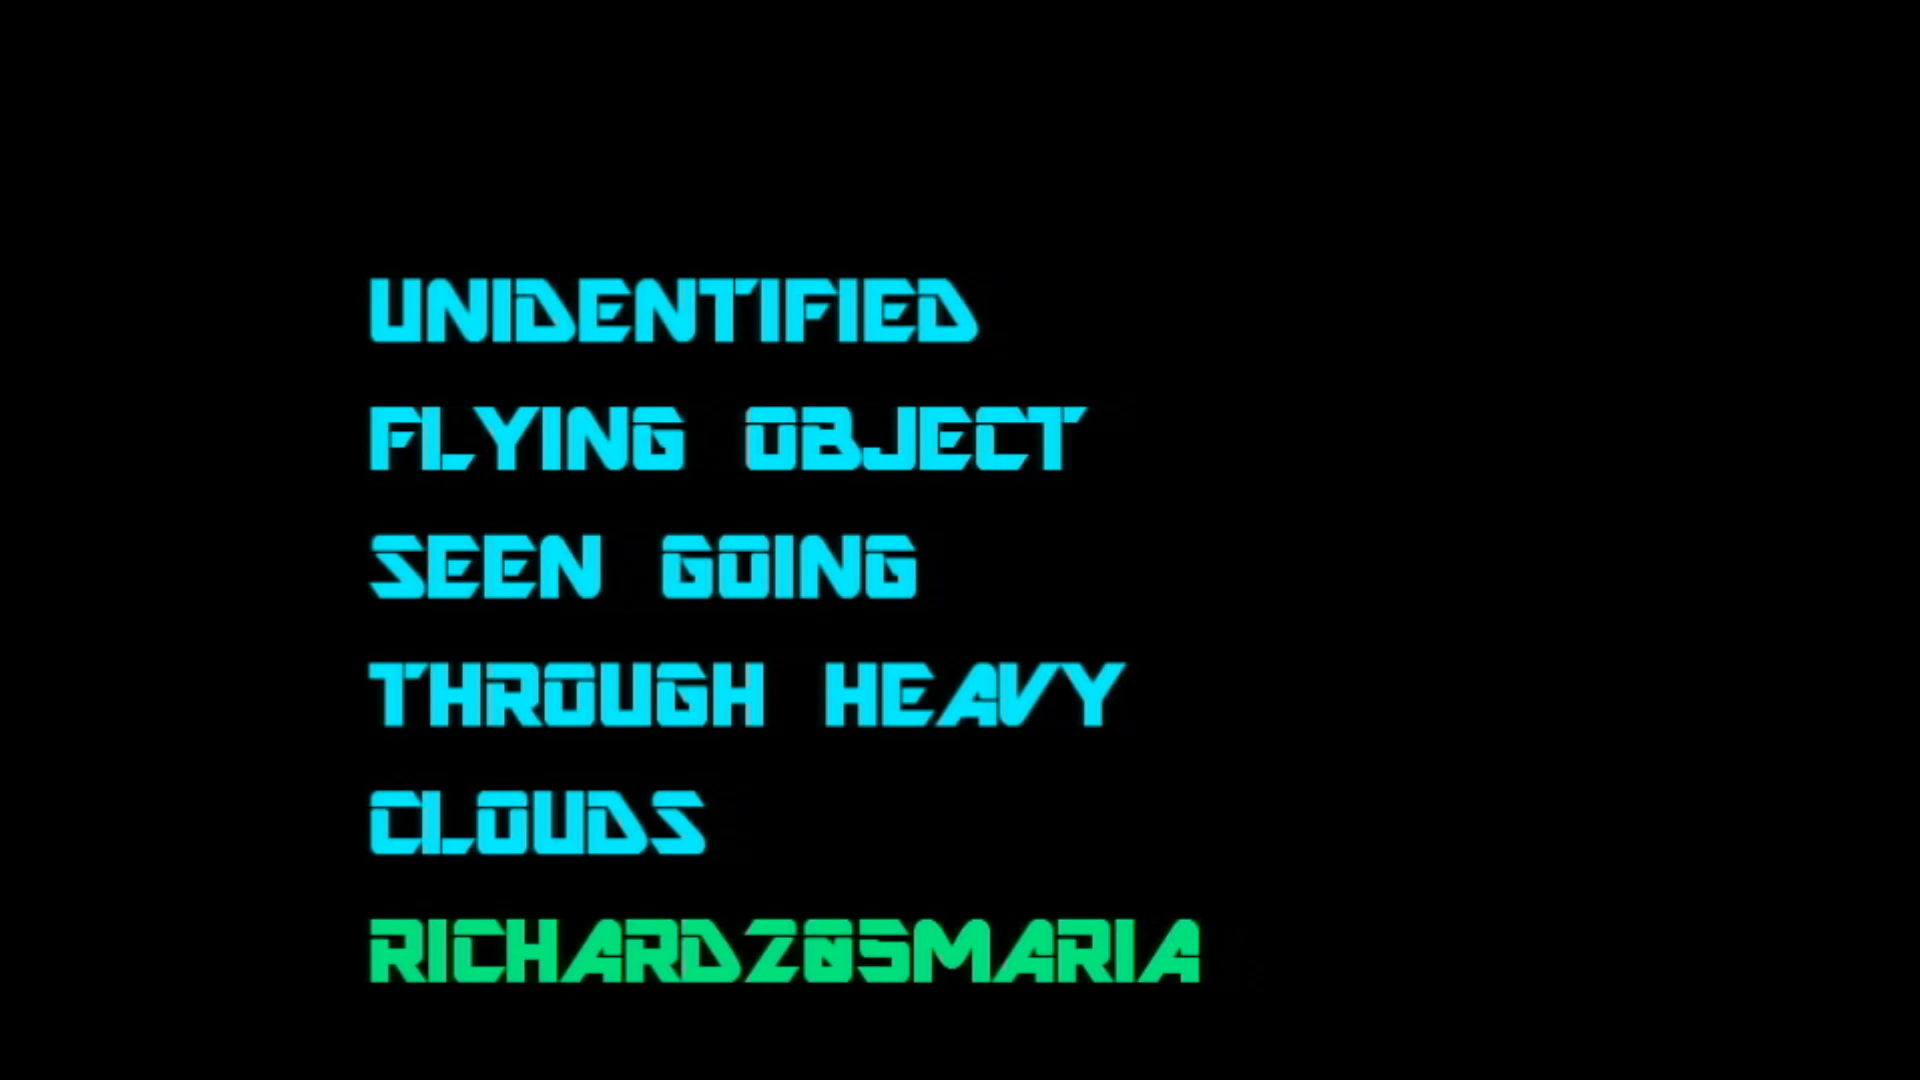 UNIDENTIFIED
FLYING OBJECT
SEEN GOING
THROUGH HEAVY
CLOUDS
RICHARD205MARIA